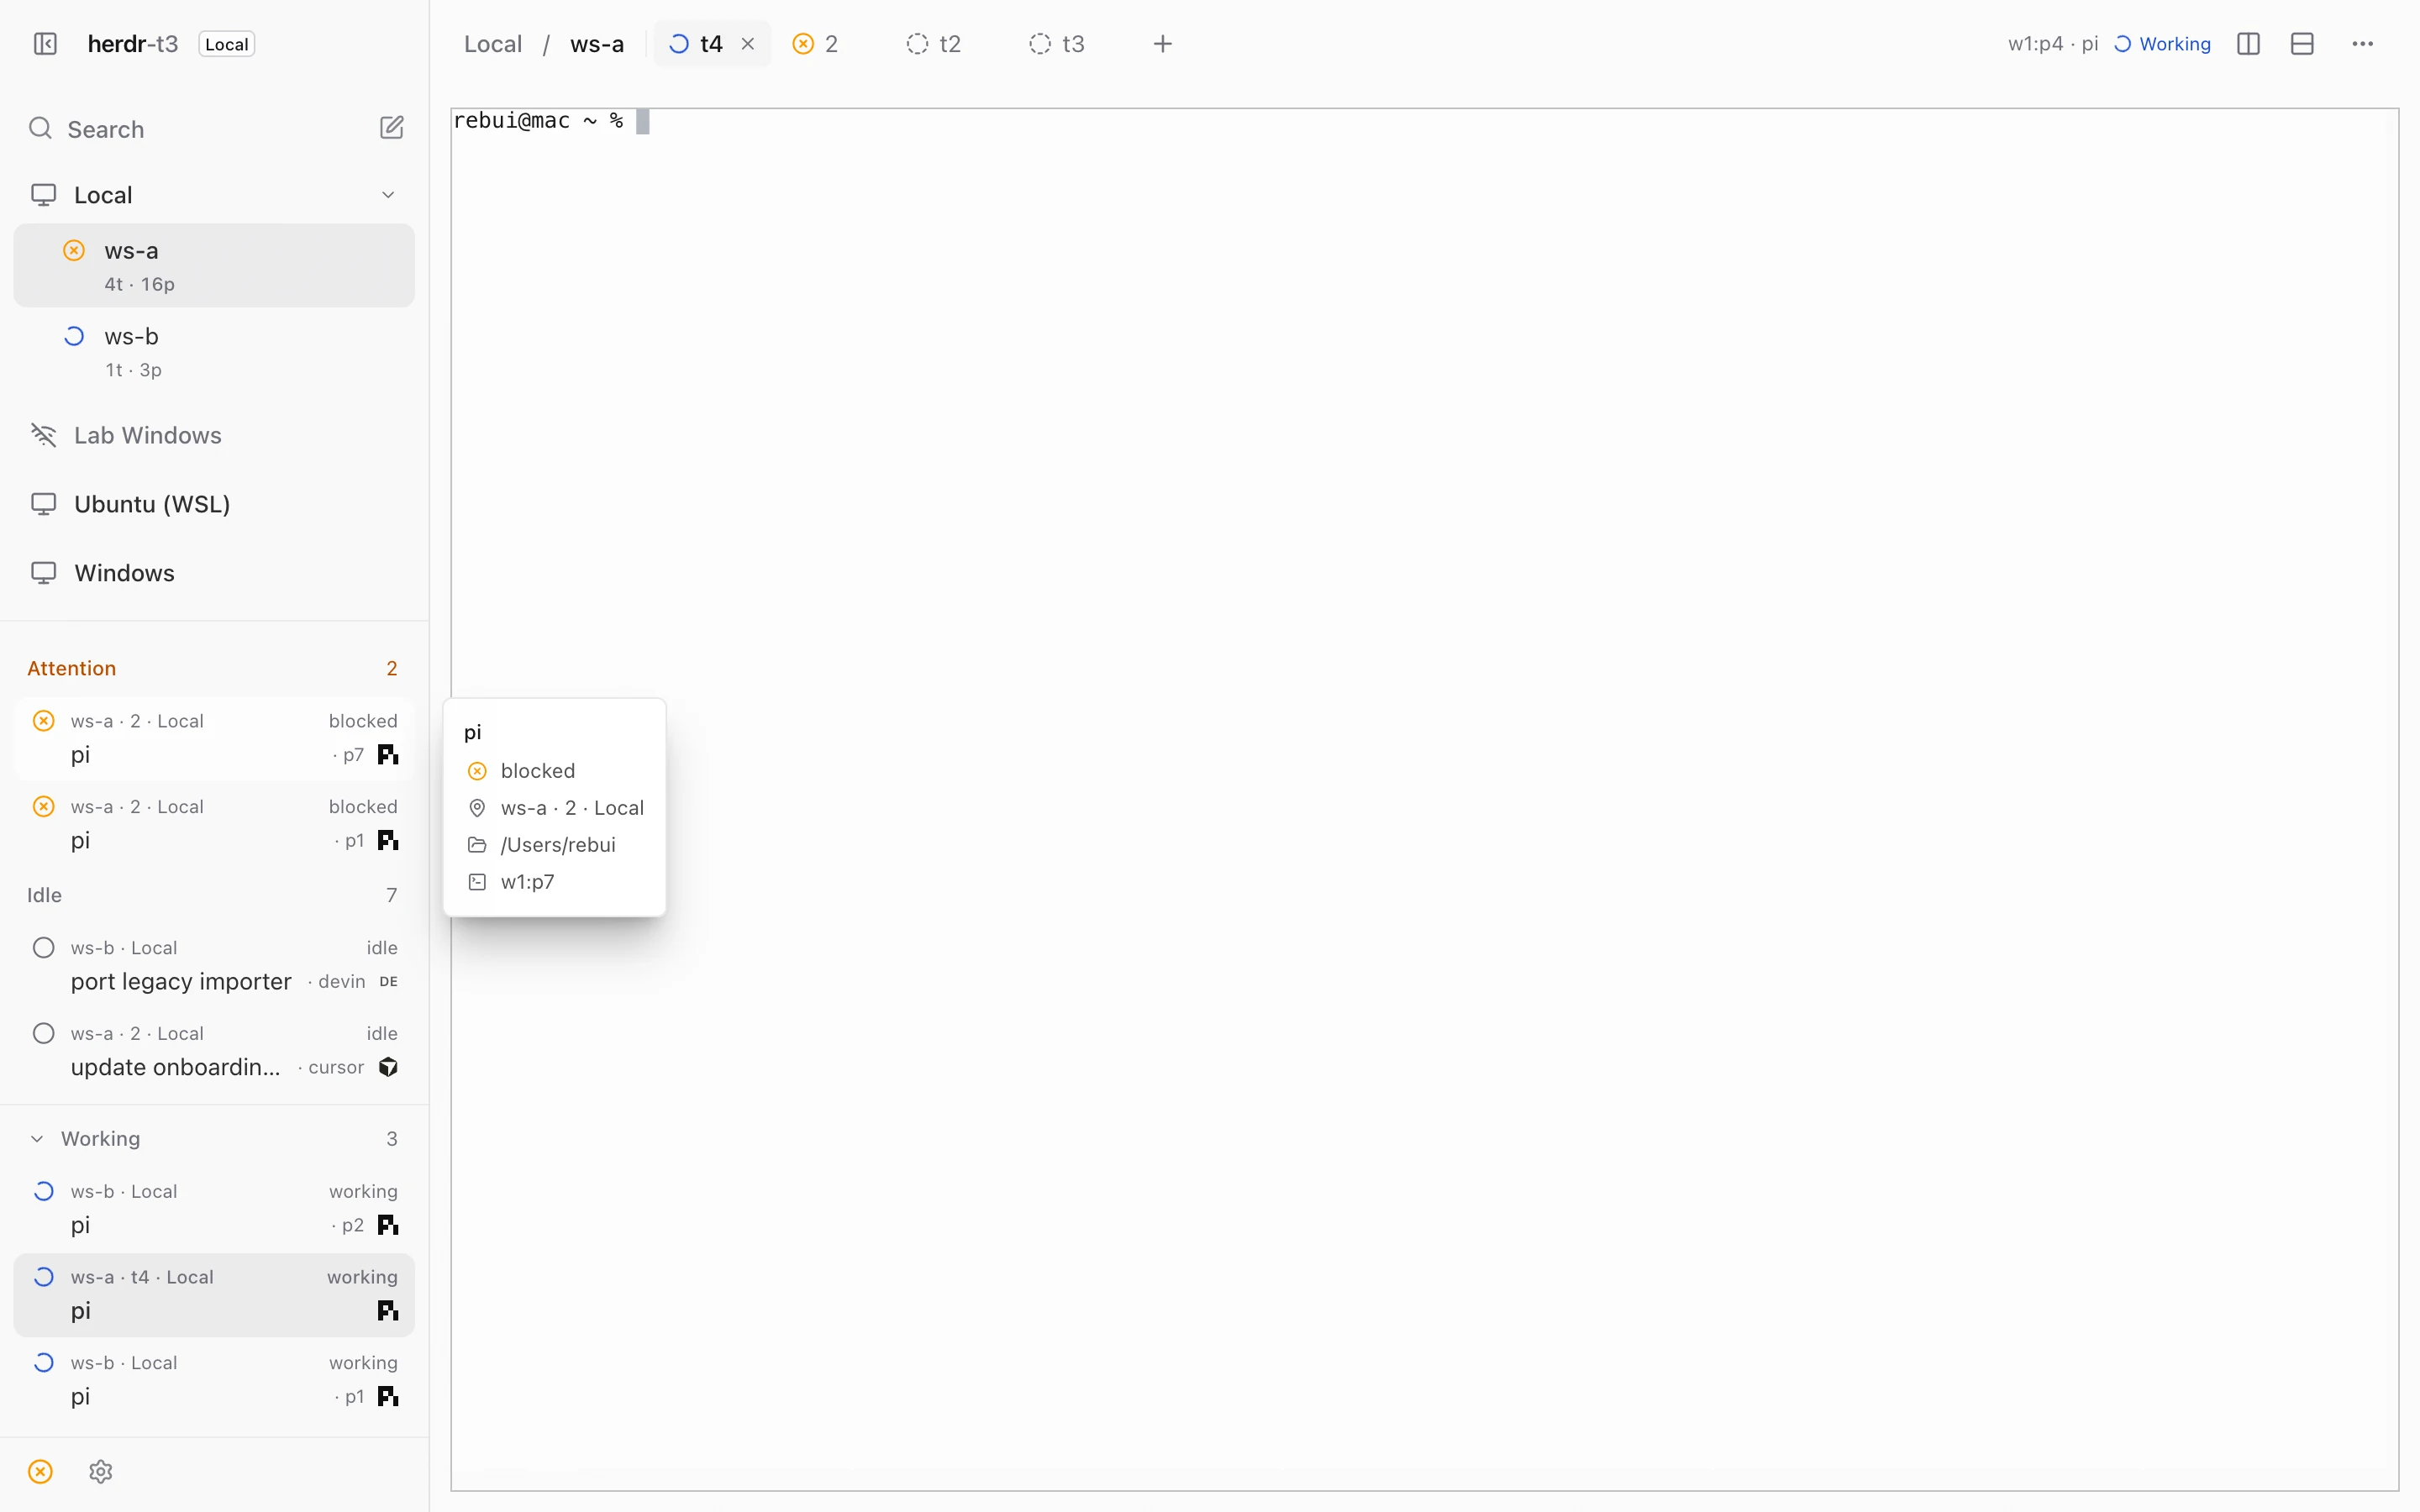 herdr-t3 Local
Search
Local
ws-a
4t · 16p
ws-b
1t · 3p
Lab Windows
Ubuntu (WSL)
Windows
Attention 2
ws-a · 2 · Local blocked
pi · p7
ws-a · 2 · Local blocked
pi · p1
Idle 7
ws-b · Local idle
port legacy importer · devin DE
ws-a · 2 · Local idle
update onboardin... · cursor
Working 3
ws-b · Local working
pi · p2
ws-a · t4 · Local working
pi
ws-b · Local working
pi · p1
Local / ws-a t4 2 t2 t3 w1:p4 · pi Working
rebui@mac ~ %
pi
blocked
ws-a · 2 · Local
/Users/rebui
w1:p7